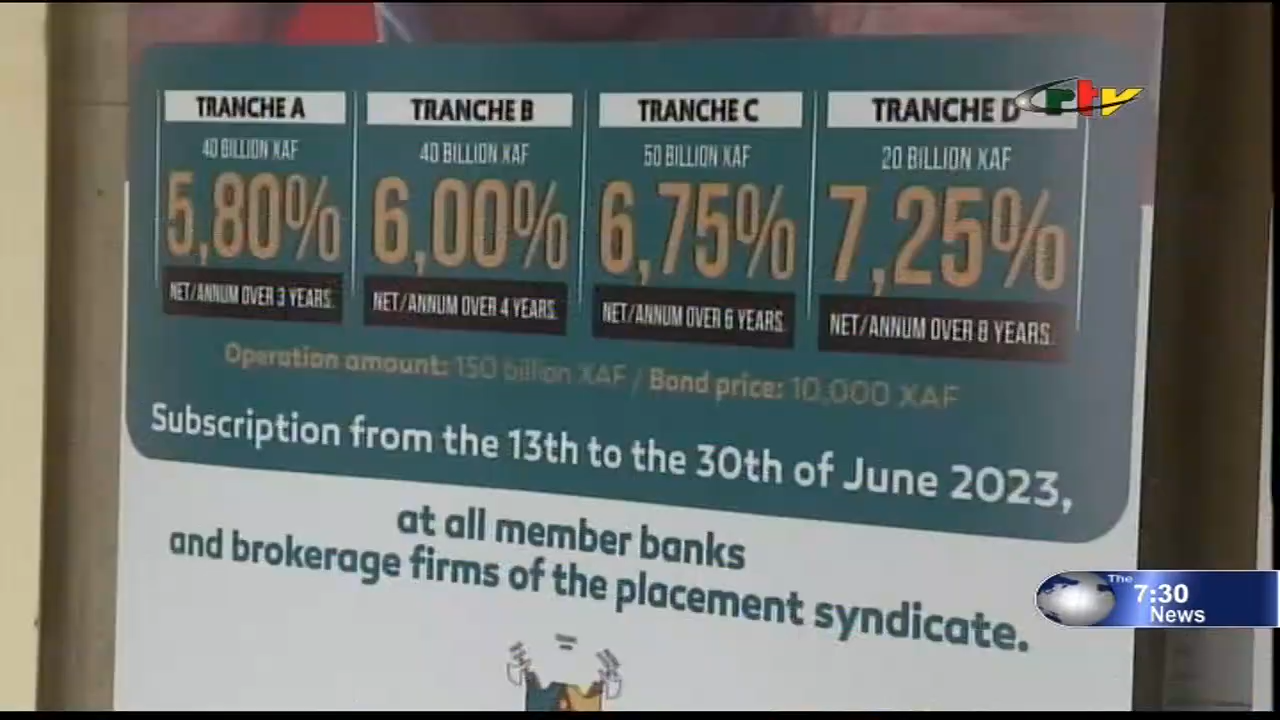 TRANCHE A
40 BILLION XAF
5,80%
NET/ANNUM OVER 3 YEARS.
TRANCHE B
40 BILLION XAF
6,00%
NET/ANNUM OVER 4 YEARS.
TRANCHE C
50 BILLION XAF
6,75%
NET/ANNUM OVER 6 YEARS.
TRANCHE D
20 BILLION XAF
7,25%
NET/ANNUM OVER 8 YEARS.
Operation amount: 150 billion XAF / Bond price: 10,000 XAF
Subscription from the 13th to the 30th of June 2023,
at all member banks
and brokerage firms of the placement syndicate.
crtv
The
7:30
News